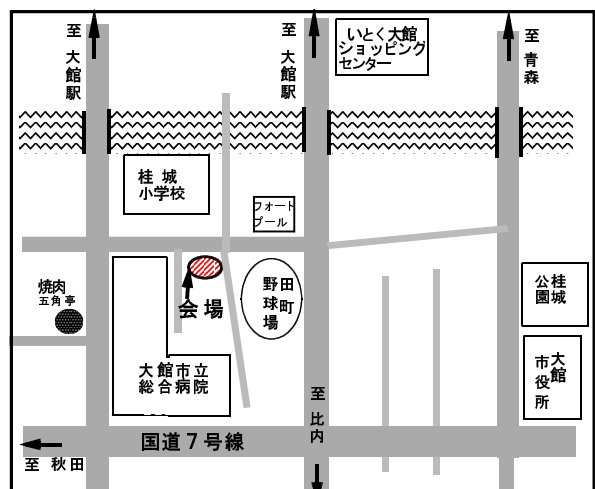 至 大館駅
至 大館駅
いとく大館
ショッピング
センター
至 青森
桂 城
小学校
フォート
プール
焼肉
五角亭
会場
野球場
田町
桂城
公園
大館市立
総合病院
大館
市役所
至 比内
国道7号線
至 秋田